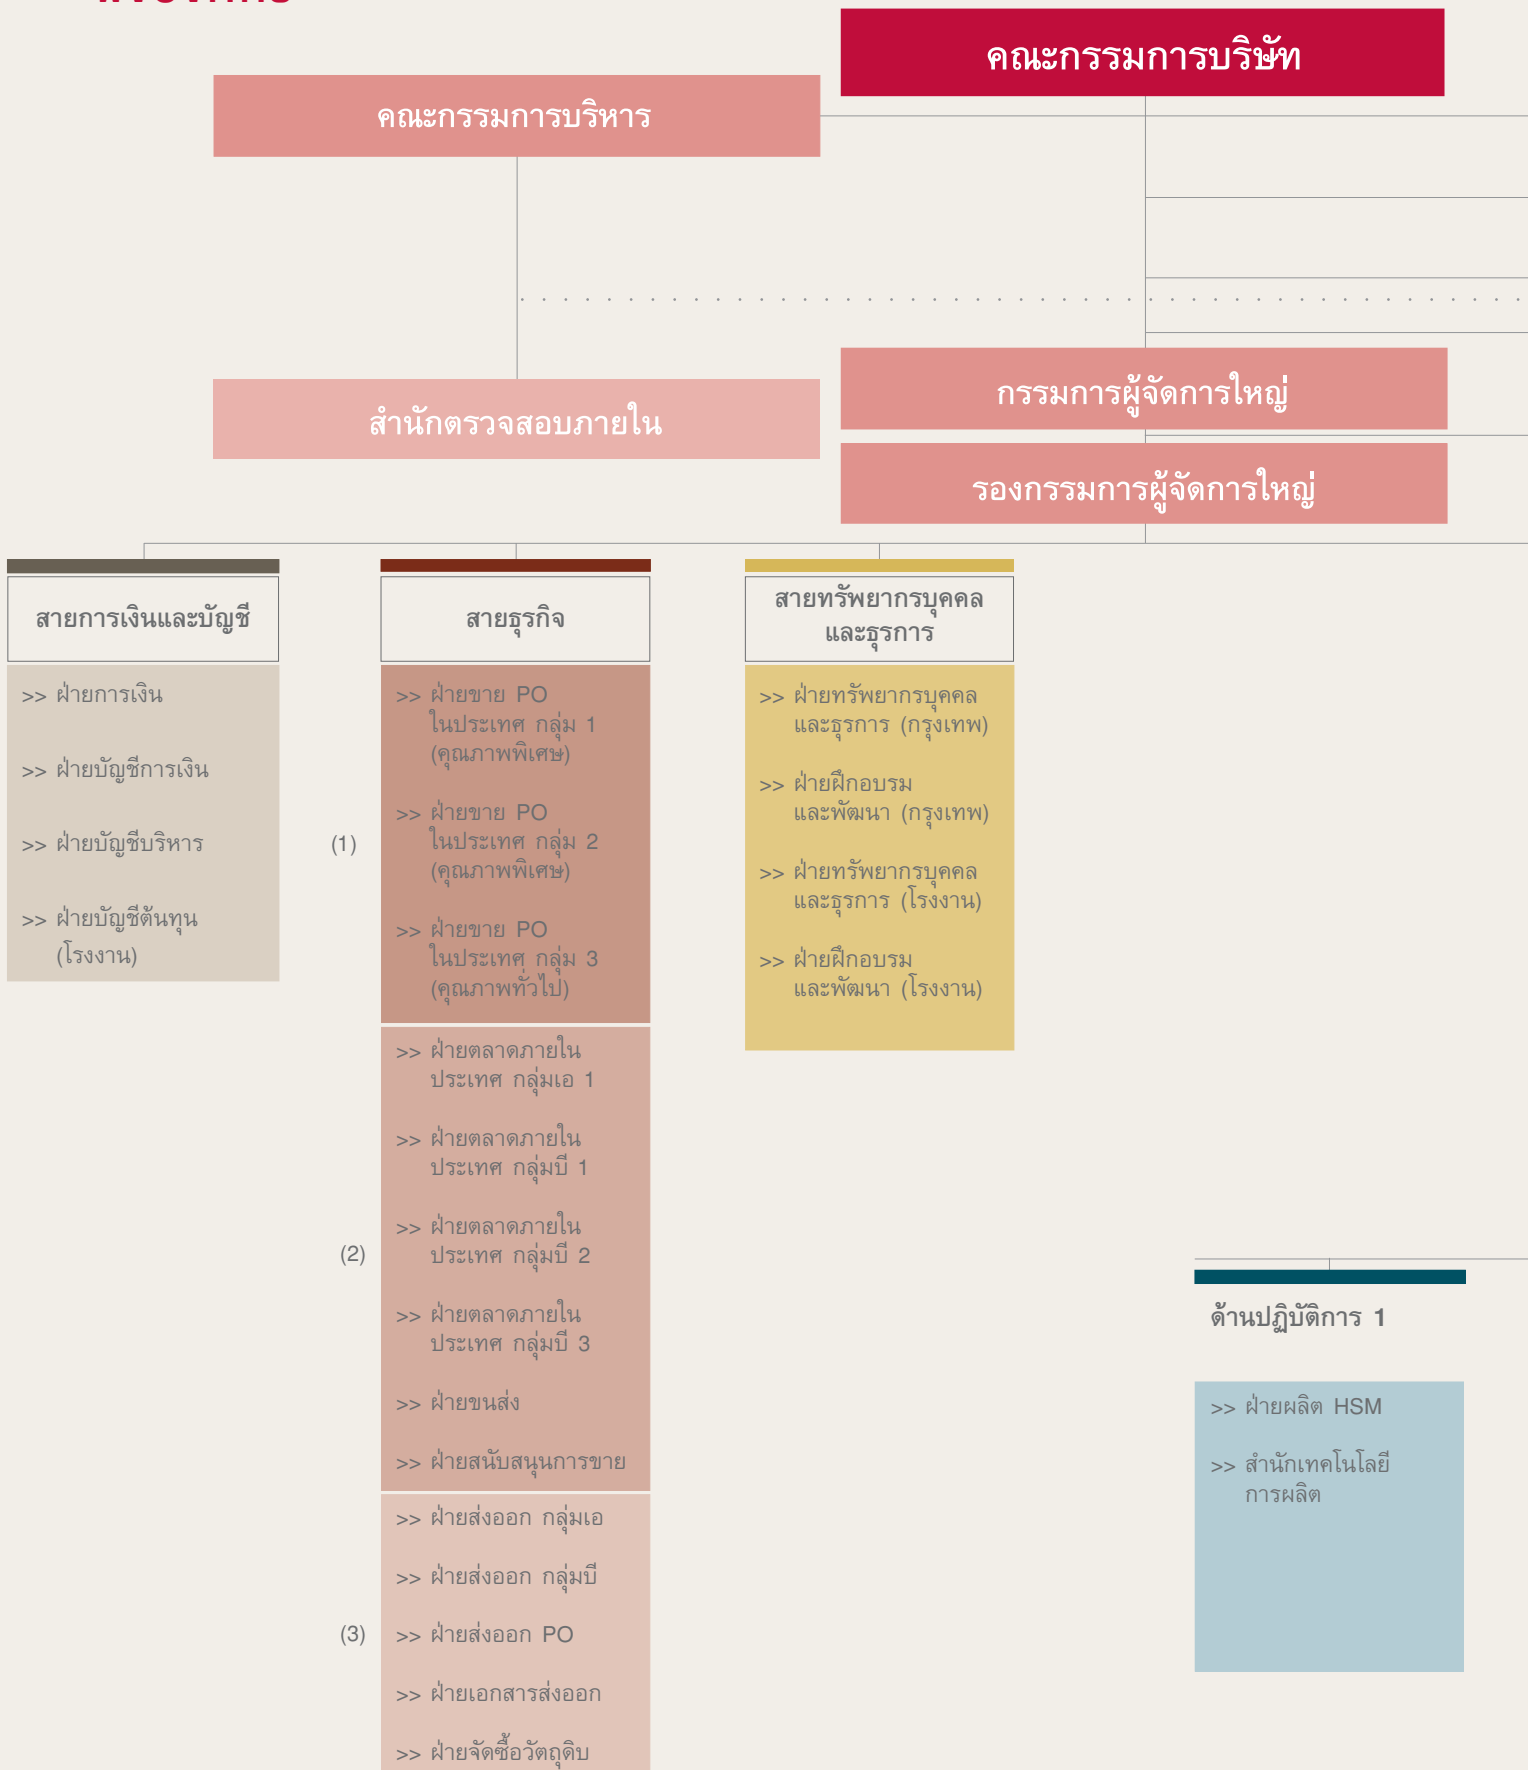 คณะกรรมการบริษัท
คณะกรรมการบริหาร
กรรมการผู้จัดการใหญ่
สำนักตรวจสอบภายใน
รองกรรมการผู้จัดการใหญ่
สายการเงินและบัญชี
>> ฝ่ายการเงิน
>> ฝ่ายบัญชีการเงิน
>> ฝ่ายบัญชีบริหาร
>> ฝ่ายบัญชีต้นทุน
(โรงงาน)
สายธุรกิจ
(1)
>> ฝ่ายขาย PO
ในประเทศ กลุ่ม 1
(คุณภาพพิเศษ)
>> ฝ่ายขาย PO
ในประเทศ กลุ่ม 2
(คุณภาพพิเศษ)
>> ฝ่ายขาย PO
ในประเทศ กลุ่ม 3
(คุณภาพทั่วไป)
(2)
>> ฝ่ายตลาดภายใน
ประเทศ กลุ่มเอ 1
>> ฝ่ายตลาดภายใน
ประเทศ กลุ่มบี 1
>> ฝ่ายตลาดภายใน
ประเทศ กลุ่มบี 2
>> ฝ่ายตลาดภายใน
ประเทศ กลุ่มบี 3
>> ฝ่ายขนส่ง
>> ฝ่ายสนับสนุนการขาย
(3)
>> ฝ่ายส่งออก กลุ่มเอ
>> ฝ่ายส่งออก กลุ่มบี
>> ฝ่ายส่งออก PO
>> ฝ่ายเอกสารส่งออก
>> ฝ่ายจัดซื้อวัตถุดิบ
สายทรัพยากรบุคคล
และธุรการ
>> ฝ่ายทรัพยากรบุคคล
และธุรการ (กรุงเทพ)
>> ฝ่ายฝึกอบรม
และพัฒนา (กรุงเทพ)
>> ฝ่ายทรัพยากรบุคคล
และธุรการ (โรงงาน)
>> ฝ่ายฝึกอบรม
และพัฒนา (โรงงาน)
ด้านปฏิบัติการ 1
>> ฝ่ายผลิต HSM
>> สำนักเทคโนโลยี
การผลิต